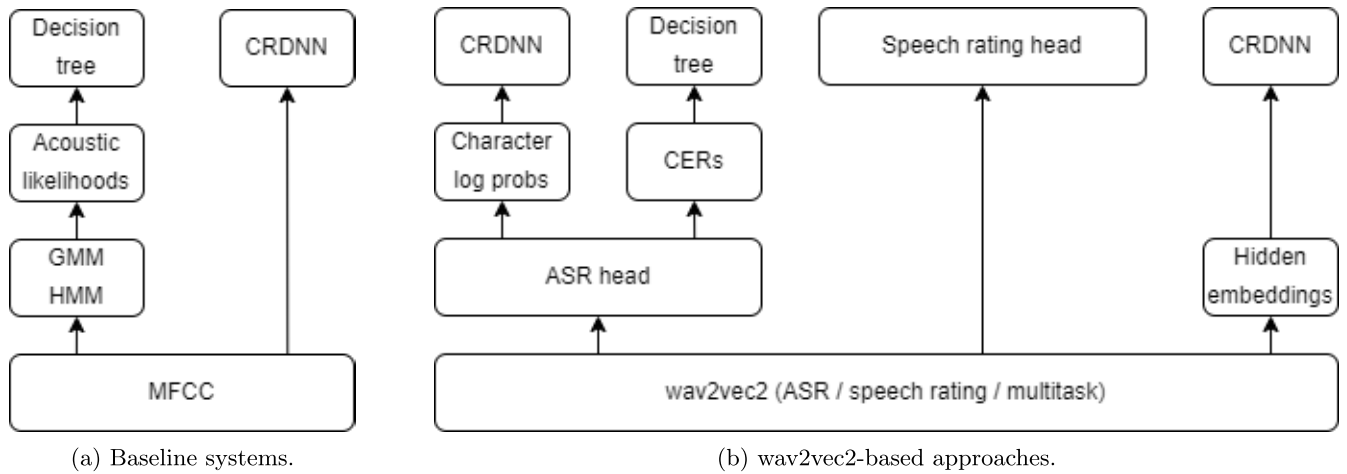 Decision
tree
CRDNN
Acoustic
likelihoods
GMM
HMM
MFCC
(a) Baseline systems.
CRDNN
Decision
tree
Speech rating head
CRDNN
Character
log probs
CERs
ASR head
Hidden
embeddings
wav2vec2 (ASR / speech rating / multitask)
(b) wav2vec2-based approaches.